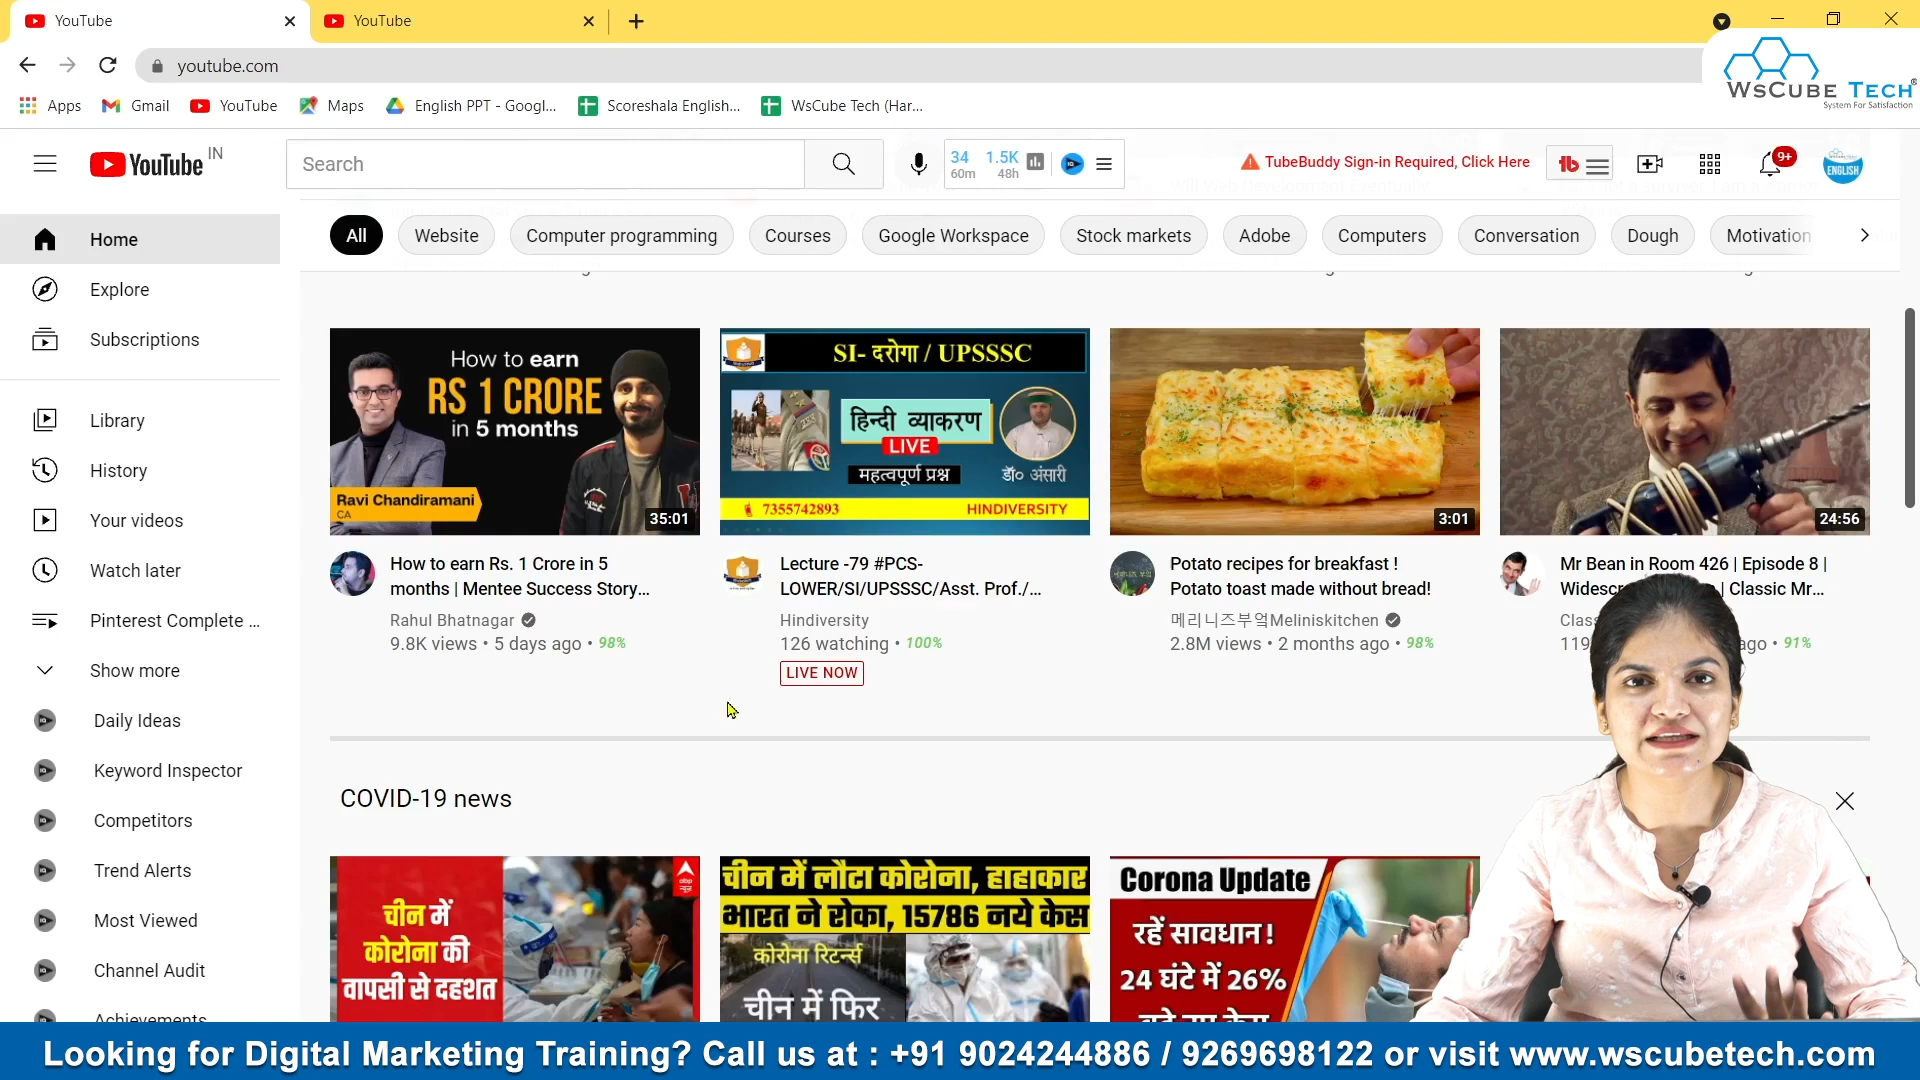 YouTube
YouTube
youtube.com
WsCube Tech
System For Satisfaction
Apps
Gmail
YouTube
Maps
English PPT - Googl...
Scoreshala English...
WsCube Tech (Har...
YouTube IN
Search
34 1.5K
60m 48h
TubeBuddy Sign-in Required, Click Here
9+
ENGLISH
All
Website
Computer programming
Courses
Google Workspace
Stock markets
Adobe
Computers
Conversation
Dough
Motivation
Home
Explore
Subscriptions
Library
History
Your videos
Watch later
Pinterest Complete ...
Show more
Daily Ideas
Keyword Inspector
Competitors
Trend Alerts
Most Viewed
Channel Audit
Achievements
How to earn
RS 1 CRORE
in 5 months
Ravi Chandiramani
CA
35:01
How to earn Rs. 1 Crore in 5
months | Mentee Success Story...
Rahul Bhatnagar
9.8K views • 5 days ago • 98%
SI- दरोगा / UPSSSC
हिन्दी व्याकरण
LIVE
महत्वपूर्ण प्रश्न
डॉ० अंसारी
7355742893
HINDIVERSITY
Lecture -79 #PCS-
LOWER/SI/UPSSSC/Asst. Prof./...
Hindiversity
126 watching • 100%
LIVE NOW
3:01
Potato recipes for breakfast !
Potato toast made without bread!
메리니즈부엌Meliniskitchen
2.8M views • 2 months ago • 98%
24:56
Mr Bean in Room 426 | Episode 8 |
| Classic Mr...
ago • 91%
COVID-19 news
चीन में
कोरोना की
वापसी से दहशत
चीन में लौटा कोरोना, हाहाकार
भारत ने रोका, 15786 नये केस
कोरोना रिटर्न्स
चीन में फिर
Corona Update
रहें सावधान!
24 घंटे में 26%
Looking for Digital Marketing Training? Call us at : +91 9024244886 / 9269698122 or visit www.wscubetech.com